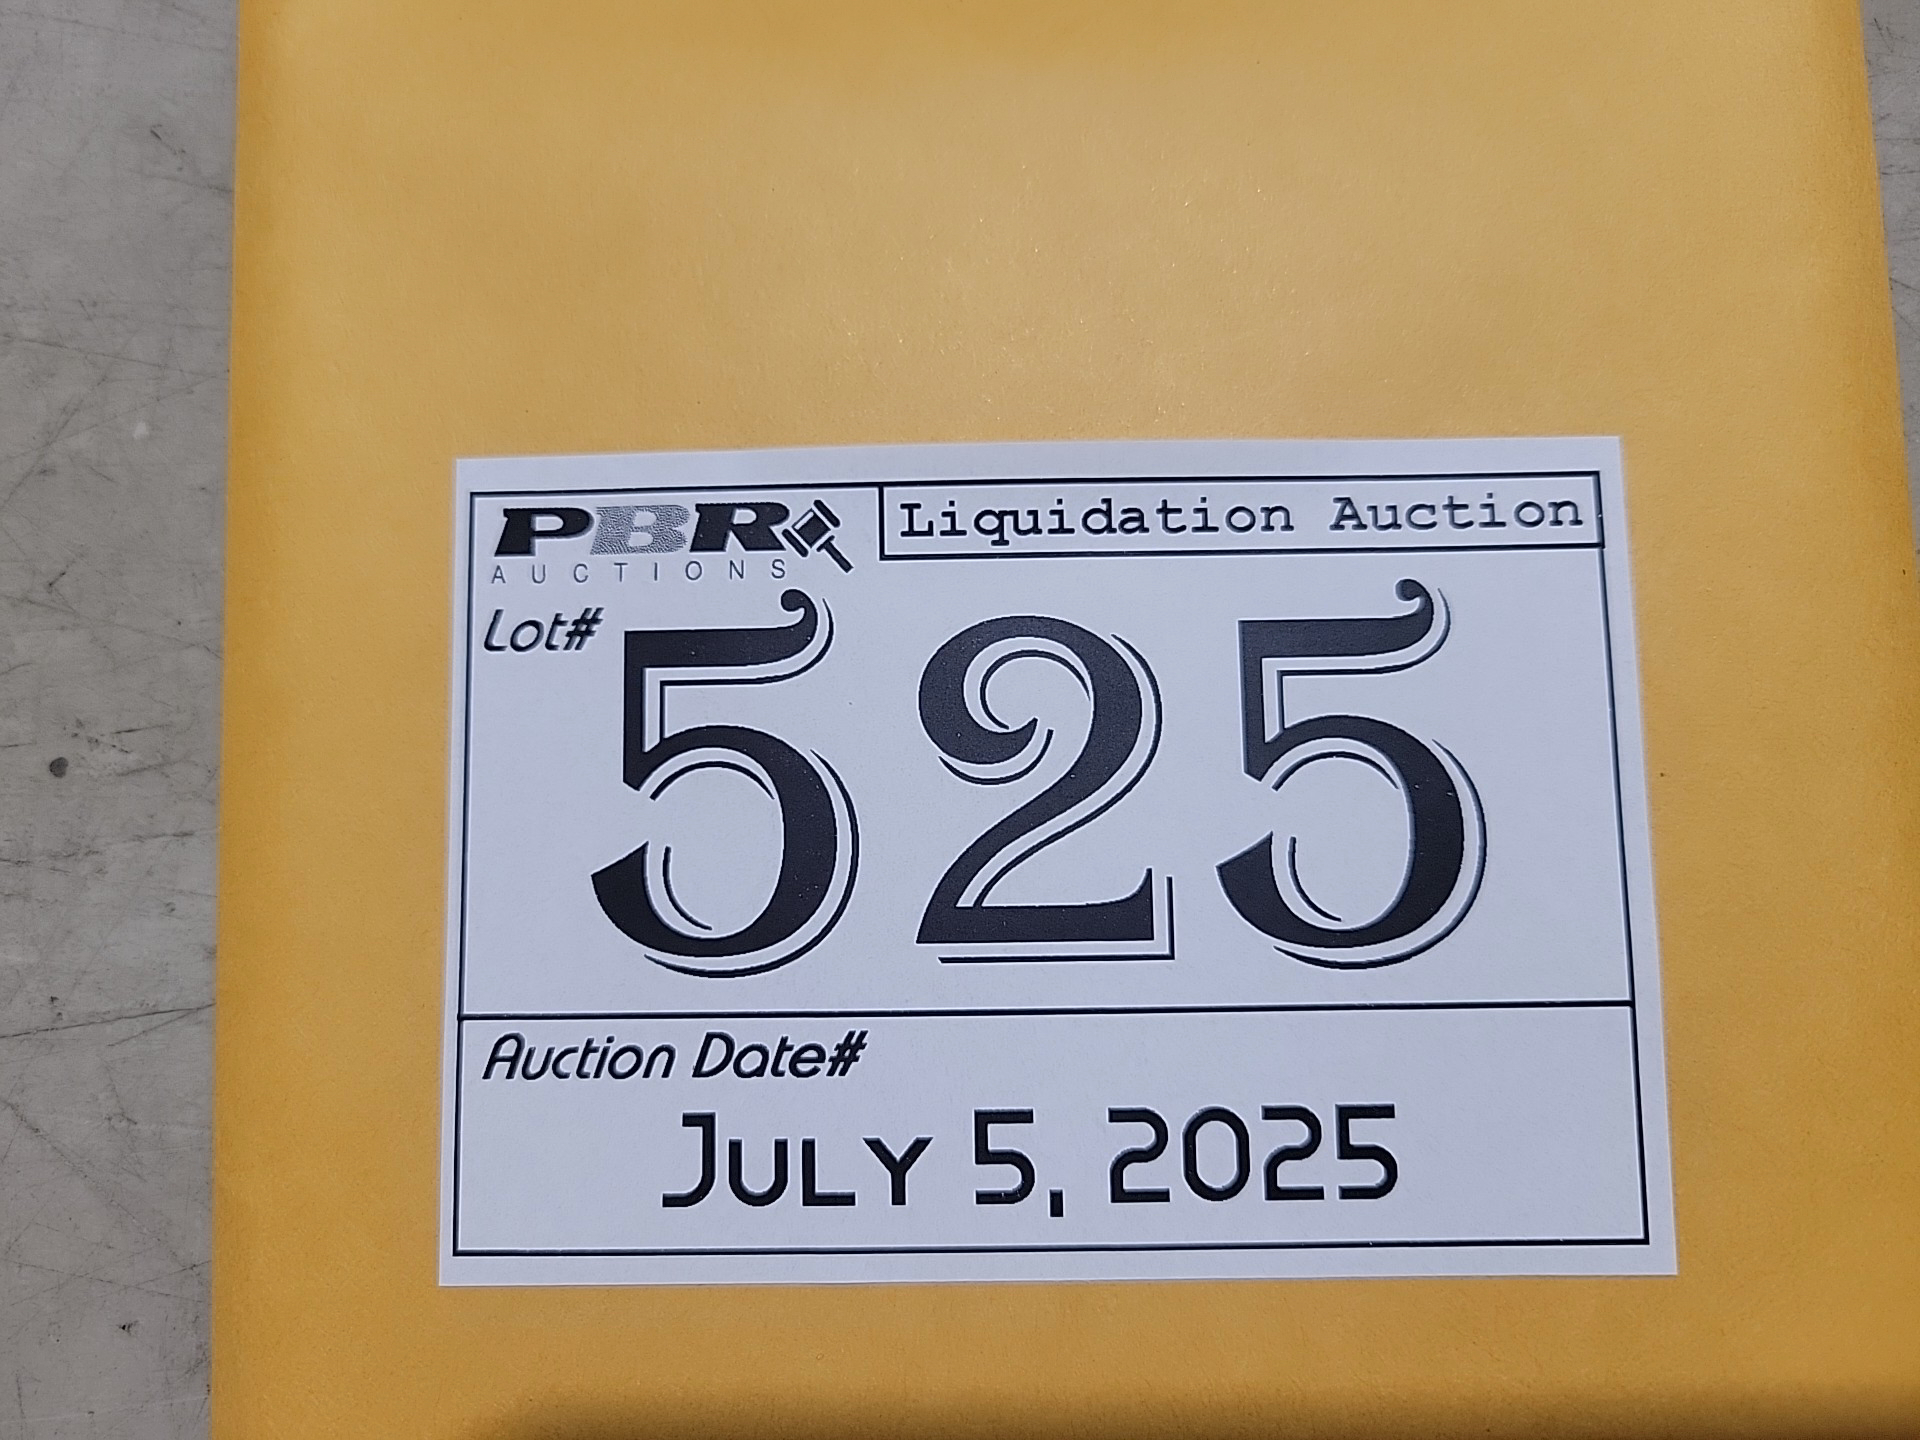 PBR Liquidation Auction
AUCTIONS
Lot# 525
Auction Date#
July 5, 2025